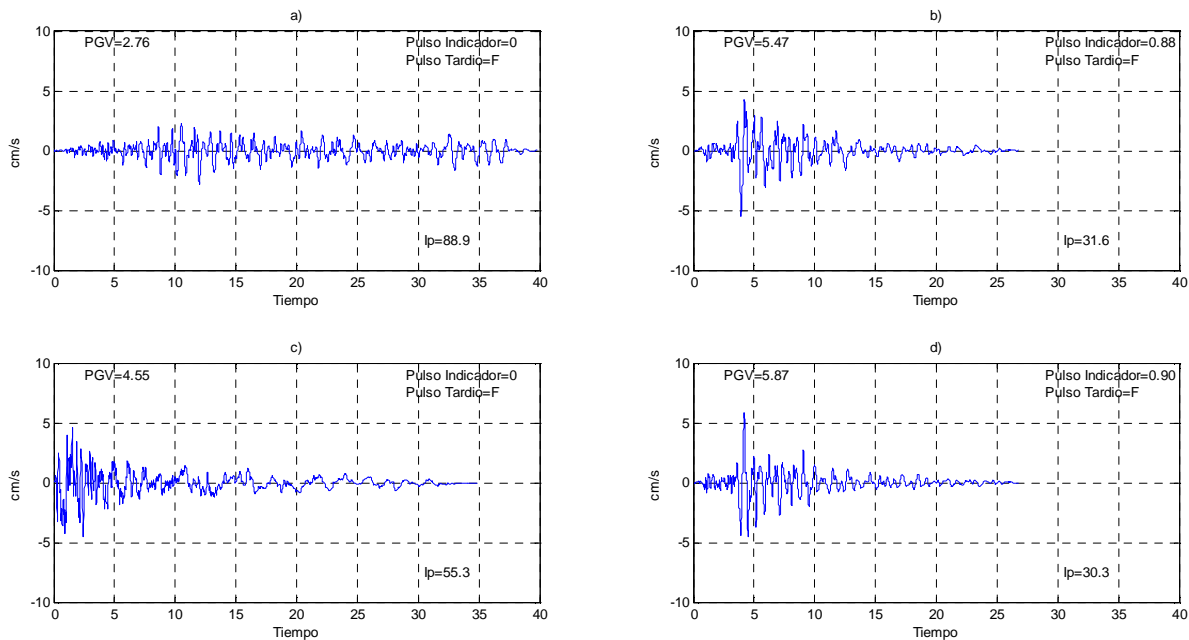 a)
PGV=2.76
Pulso Indicador=0
Pulso Tardio=F
10
5
0
-5
-10
cm/s
Ip=88.9
0 5 10 15 20 25 30 35 40
Tiempo
b)
PGV=5.47
Pulso Indicador=0.88
Pulso Tardio=F
10
5
0
-5
-10
cm/s
Ip=31.6
0 5 10 15 20 25 30 35 40
Tiempo
c)
PGV=4.55
Pulso Indicador=0
Pulso Tardio=F
10
5
0
-5
-10
cm/s
Ip=55.3
0 5 10 15 20 25 30 35 40
Tiempo
d)
PGV=5.87
Pulso Indicador=0.90
Pulso Tardio=F
10
5
0
-5
-10
cm/s
Ip=30.3
0 5 10 15 20 25 30 35 40
Tiempo